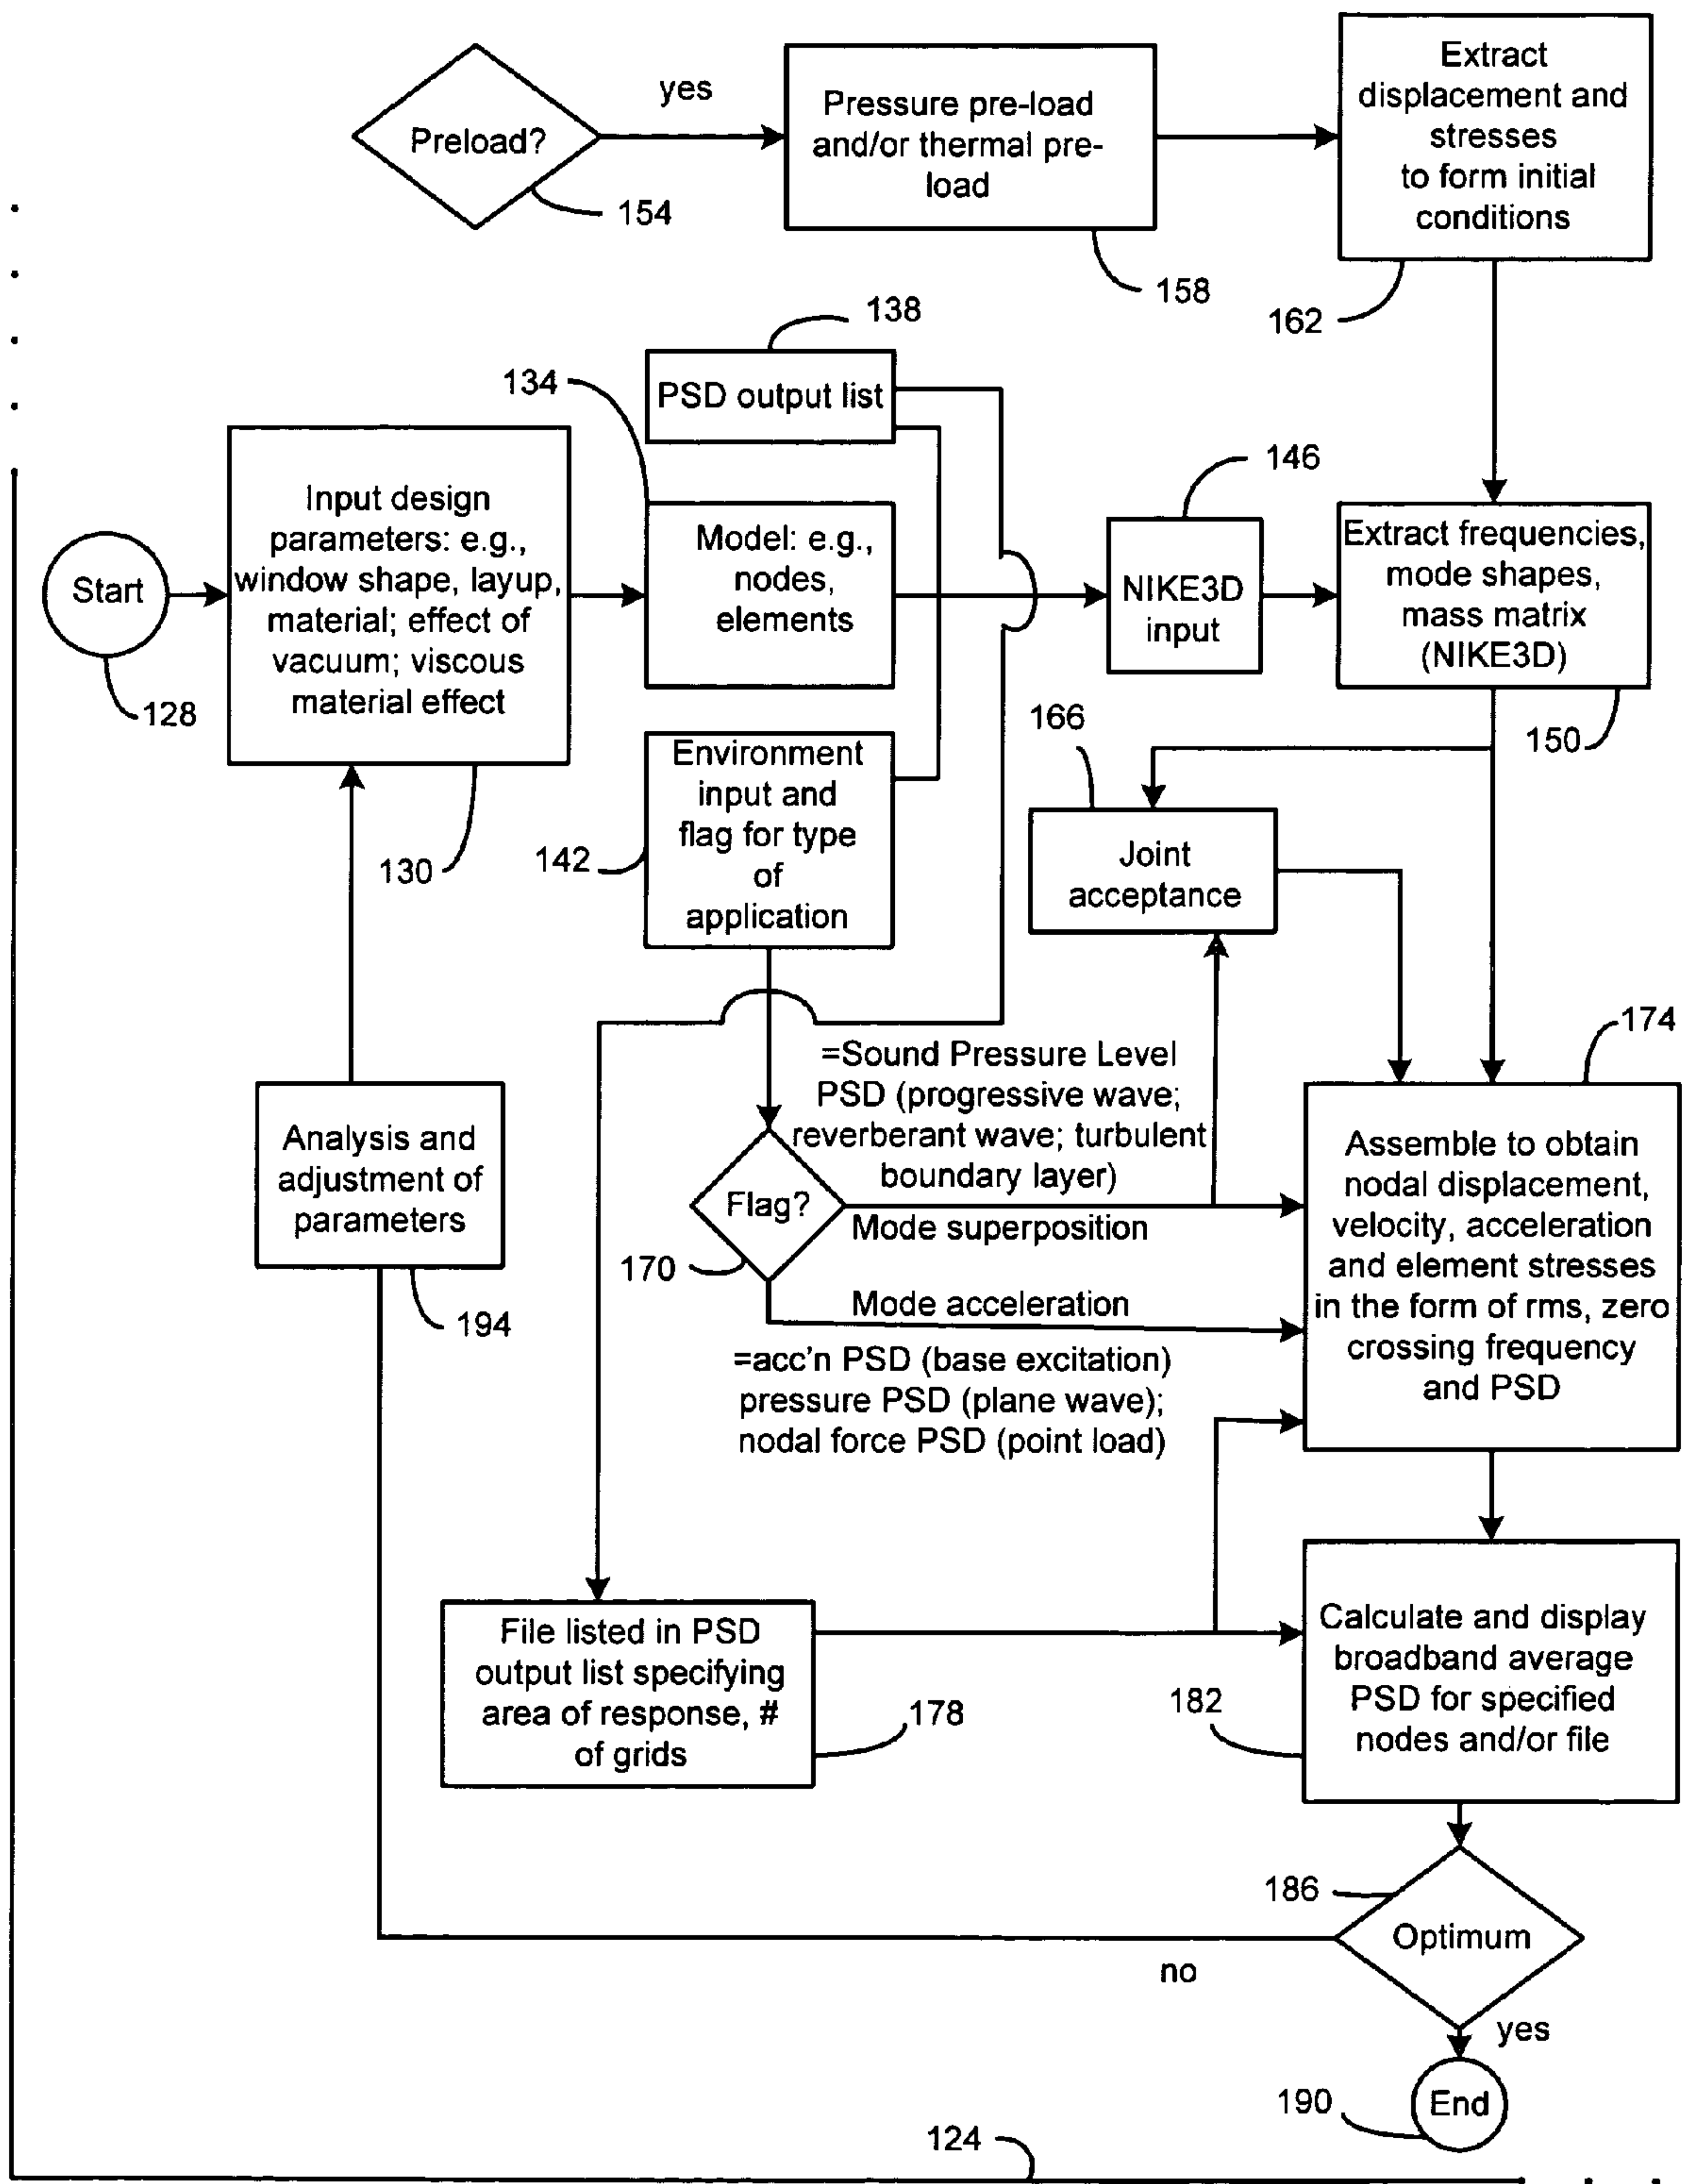 Preload?
yes
154
Pressure pre-load
and/or thermal pre-
load
158
Extract
displacement and
stresses
to form initial
conditions
162
138
PSD output list
134
Start
128
Input design
parameters: e.g.,
window shape, layup,
material; effect of
vacuum; viscous
material effect
130
Model: e.g.,
nodes,
elements
146
NIKE3D
input
Extract frequencies,
mode shapes,
mass matrix
(NIKE3D)
150
142
Environment
input and
flag for type
of
application
166
Joint
acceptance
=Sound Pressure Level
PSD (progressive wave;
reverberant wave; turbulent
boundary layer)
Flag?
170
Mode superposition
Mode acceleration
=acc'n PSD (base excitation)
pressure PSD (plane wave);
nodal force PSD (point load)
174
Assemble to obtain
nodal displacement,
velocity, acceleration
and element stresses
in the form of rms, zero
crossing frequency
and PSD
Analysis and
adjustment of
parameters
194
File listed in PSD
output list specifying
area of response, #
of grids
178
182
Calculate and display
broadband average
PSD for specified
nodes and/or file
186
Optimum
no
yes
190
End
124